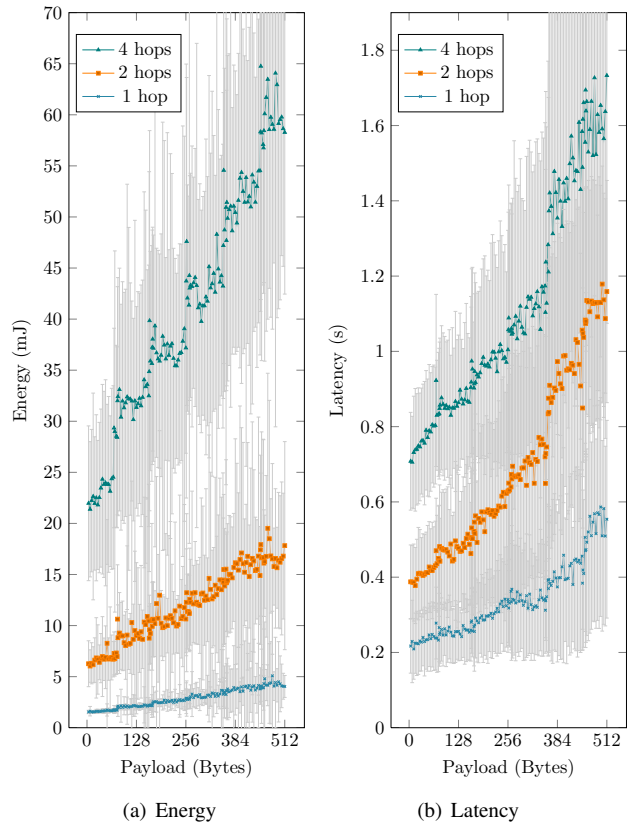 70
65
60
55
50
45
40
35
30
25
20
15
10
5
0
Energy (mJ)
4 hops
2 hops
1 hop
0 128 256 384 512
Payload (Bytes)
(a) Energy
1.8
1.6
1.4
1.2
1
0.8
0.6
0.4
0.2
0
Latency (s)
4 hops
2 hops
1 hop
0 128 256 384 512
Payload (Bytes)
(b) Latency